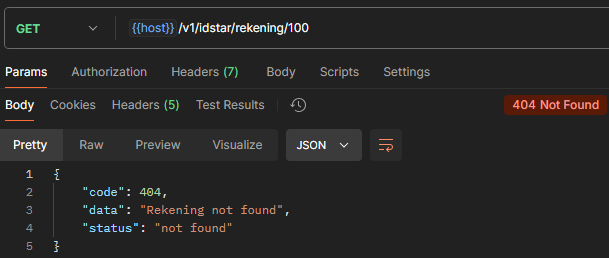 GET {{host}} /v1/idstar/rekening/100
Params Authorization Headers (7) Body Scripts Settings
Body Cookies Headers (5) Test Results 404 Not Found
Pretty Raw Preview Visualize JSON
1 {
2 "code": 404,
3 "data": "Rekening not found",
4 "status": "not found"
5 }